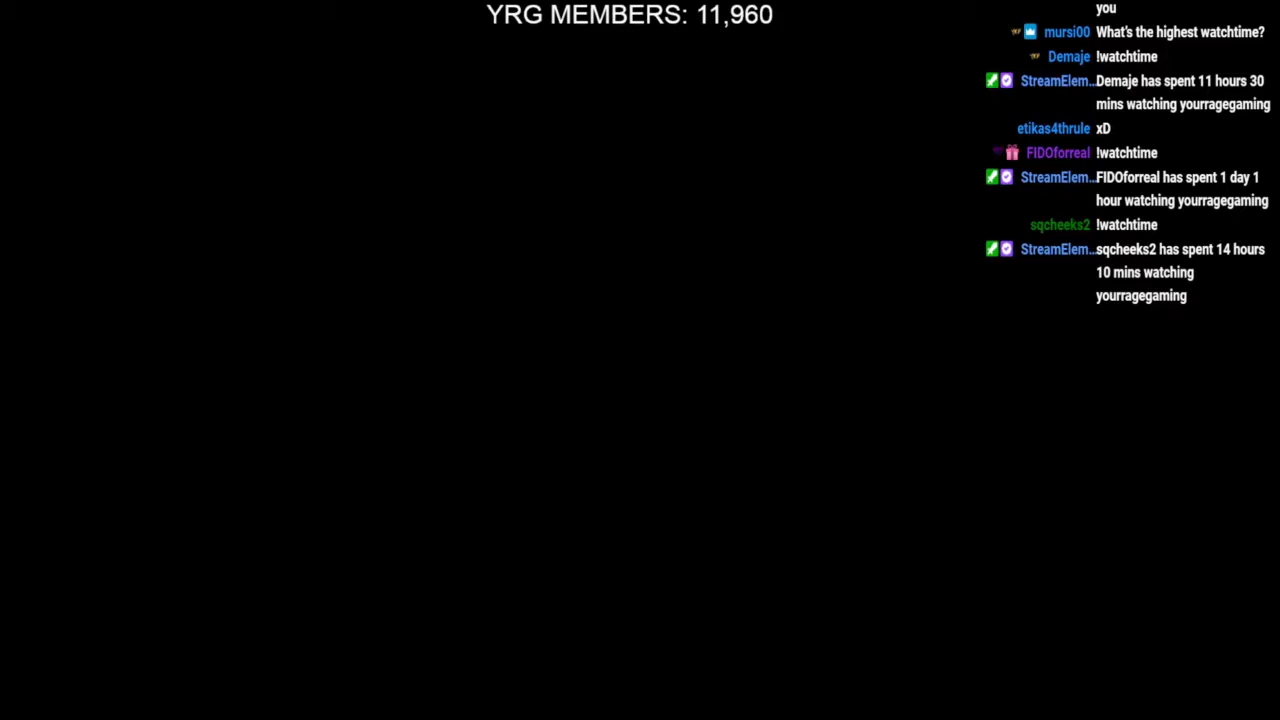 YRG MEMBERS: 11,960
you
mursi00 What's the highest watchtime?
Demaje !watchtime
StreamElem... Demaje has spent 11 hours 30
mins watching yourragegaming
etikas4thrule xD
FIDOforreal !watchtime
StreamElem... FIDOforreal has spent 1 day 1
hour watching yourragegaming
sqcheeks2 !watchtime
StreamElem... sqcheeks2 has spent 14 hours
10 mins watching
yourragegaming